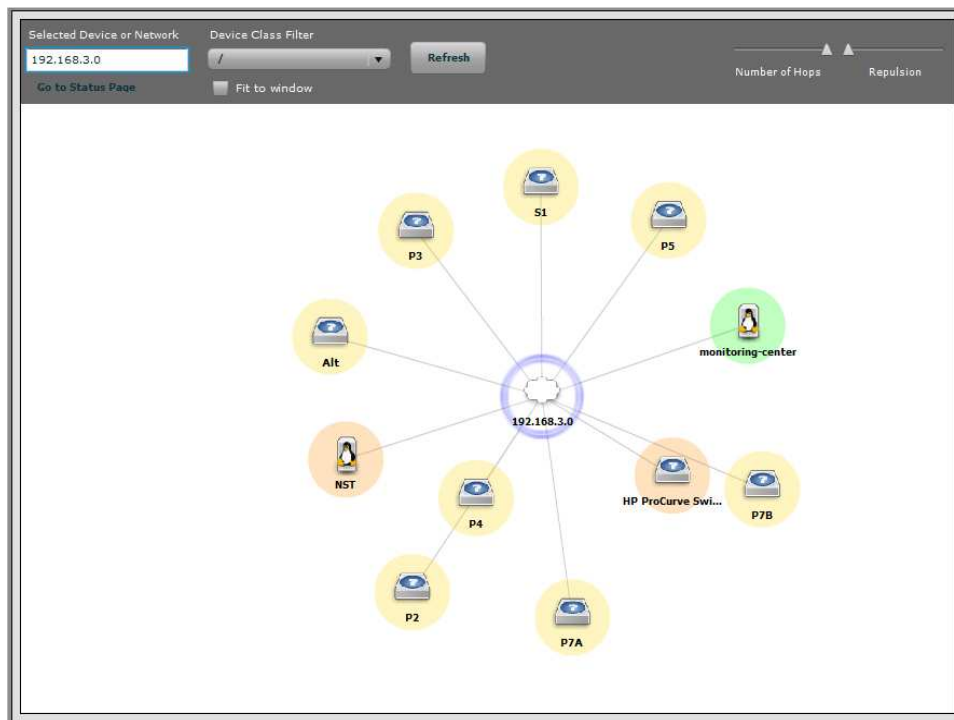 Selected Device or Network
Device Class Filter
192.168.3.0
/
Refresh
Number of Hops
Repulsion
Go to Status Page
Fit to window
S1
P3
P5
monitoring-center
Alt
192.168.3.0
NST
HP ProCurve Swi...
P7B
P4
P2
P7A